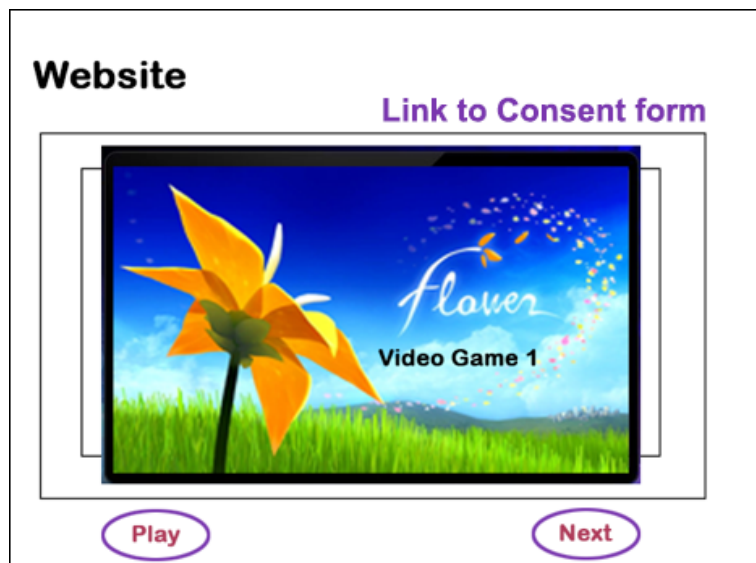 Website
Link to Consent form
flower
Video Game 1
Play
Next